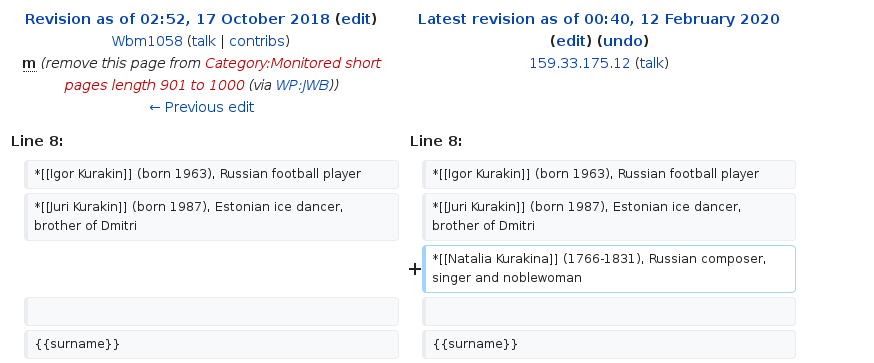 Revision as of 02:52, 17 October 2018 (edit)
Wbm1058 (talk | contribs)
m (remove this page from Category:Monitored short
pages length 901 to 1000 (via WP:JWB))
← Previous edit
Latest revision as of 00:40, 12 February 2020
(edit) (undo)
159.33.175.12 (talk)
Line 8:
Line 8:
*[[Igor Kurakin]] (born 1963), Russian football player
*[[Igor Kurakin]] (born 1963), Russian football player
*[[Juri Kurakin]] (born 1987), Estonian ice dancer,
brother of Dmitri
*[[Juri Kurakin]] (born 1987), Estonian ice dancer,
brother of Dmitri
+ *[[Natalia Kurakina]] (1766-1831), Russian composer,
singer and noblewoman
{{surname}}
{{surname}}